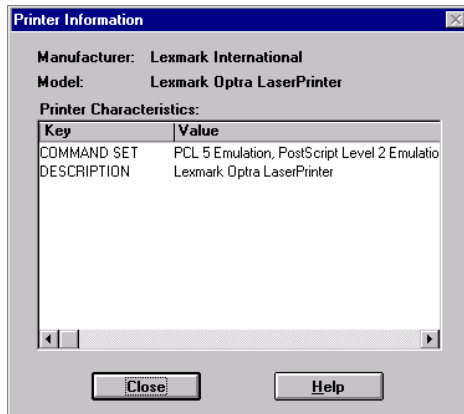 Printer Information
Manufacturer: Lexmark International
Model: Lexmark Optra LaserPrinter
Printer Characteristics:
Key Value
COMMAND SET PCL 5 Emulation, PostScript Level 2 Emulatio
DESCRIPTION Lexmark Optra LaserPrinter
Close Help